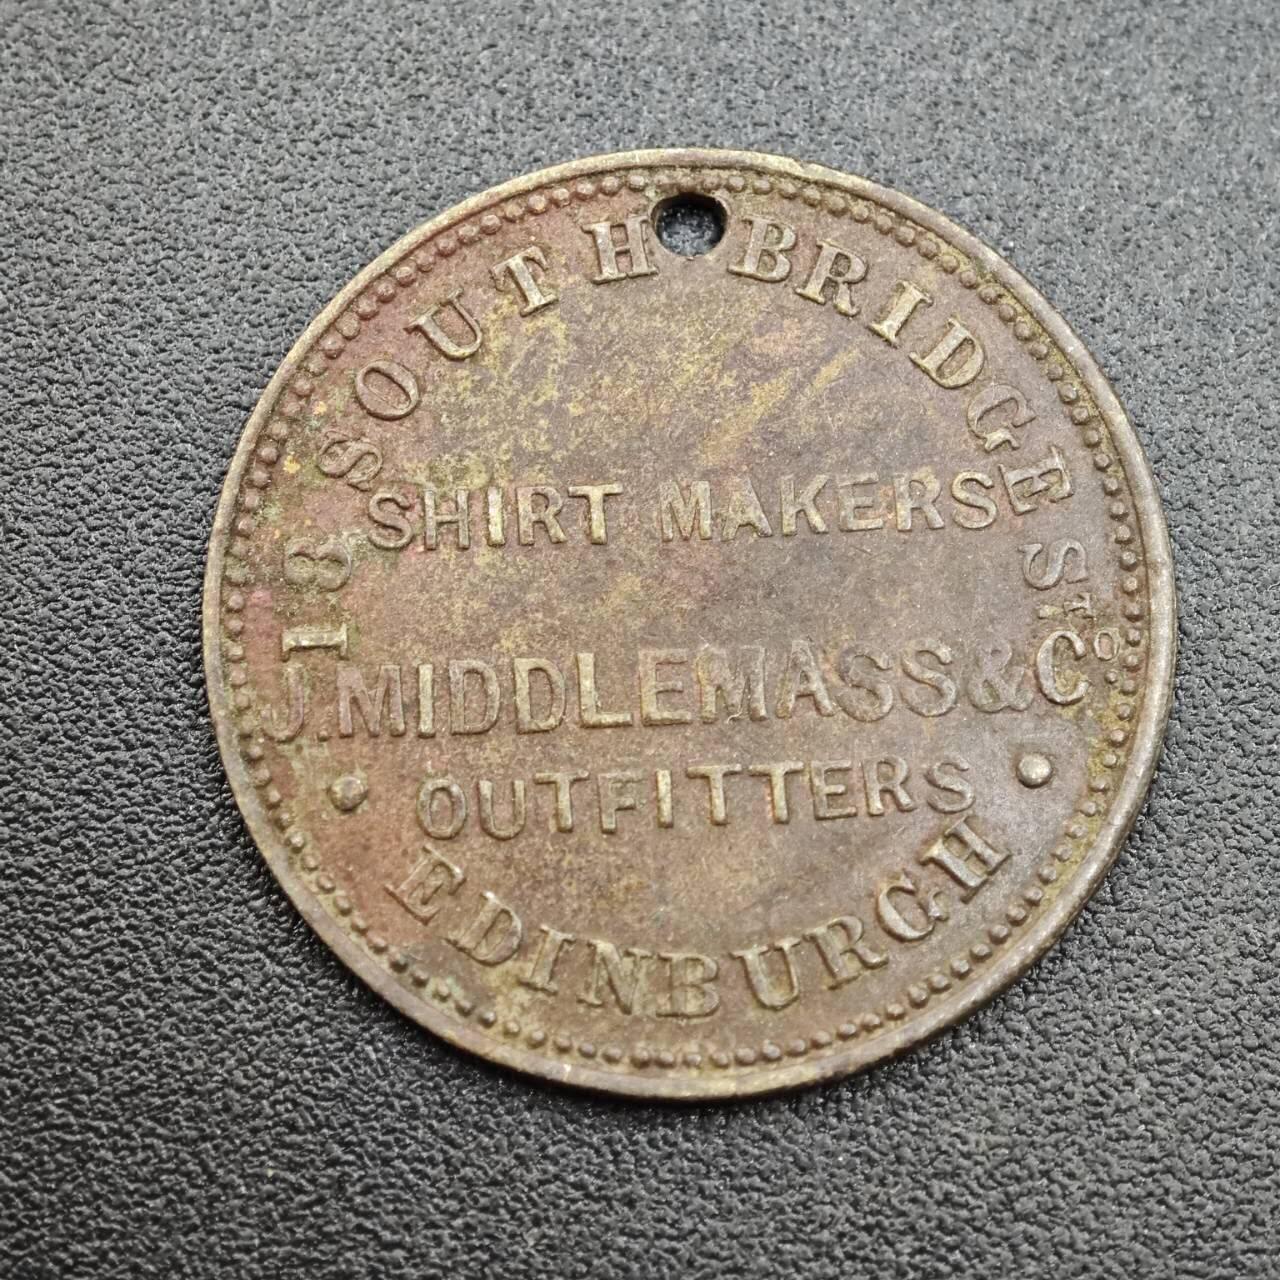 18 SOUTH BRIDGE ST
SHIRT MAKERS
J. MIDDLEMASS & Co
OUTFITTERS
EDINBURGH